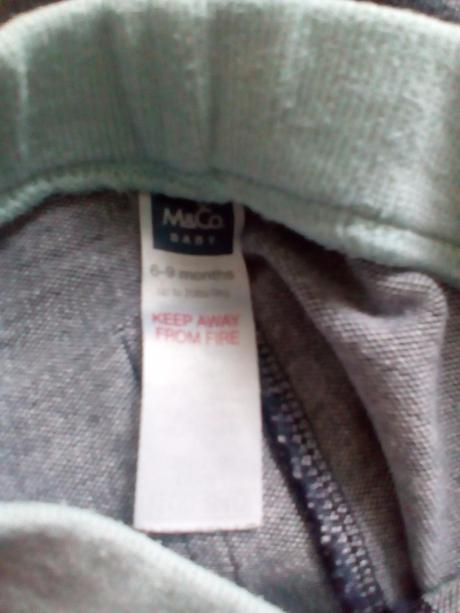 M&Co.
BABY
6-9 months
KEEP AWAY
FROM FIRE